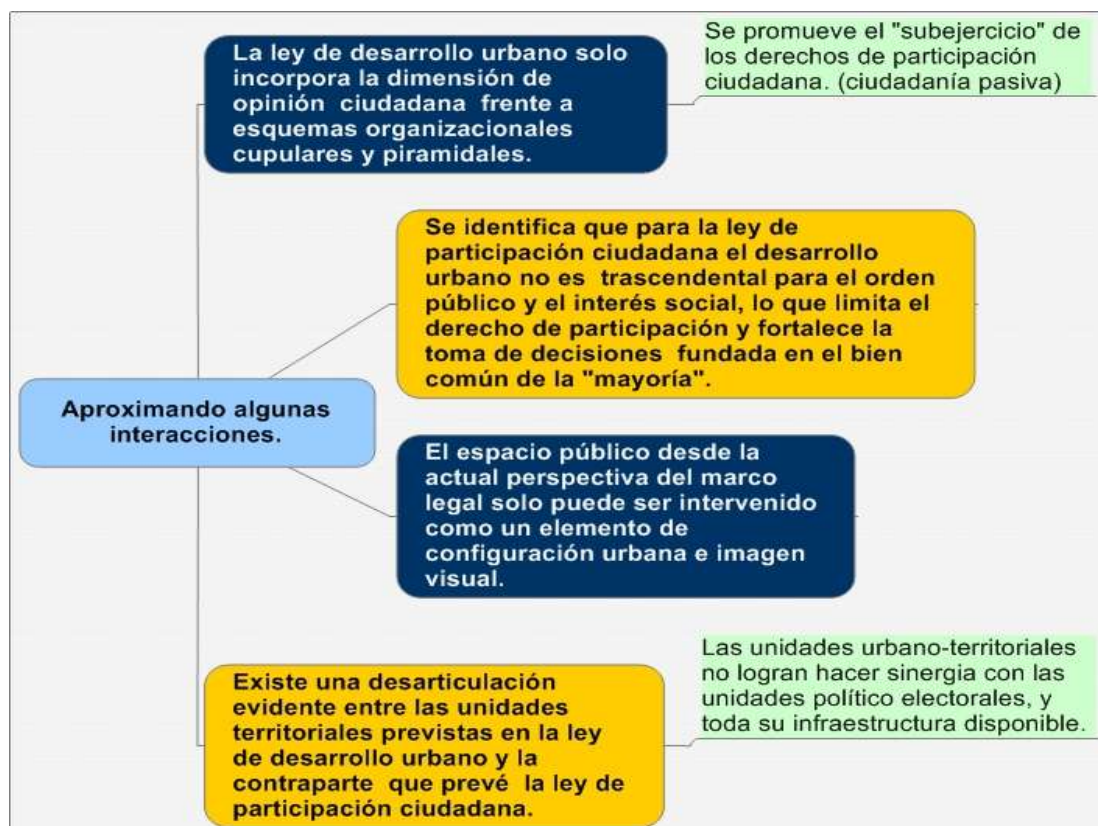 La ley de desarrollo urbano solo
incorpora la dimensión de
opinión ciudadana frente a
esquemas organizacionales
cupulares y piramidales.
Se promueve el "subejercicio" de
los derechos de participación
ciudadana. (ciudadanía pasiva)
Se identifica que para la ley de
participación ciudadana el desarrollo
urbano no es trascendental para el orden
público y el interés social, lo que limita el
derecho de participación y fortalece la
toma de decisiones fundada en el bien
común de la "mayoría".
Aproximando algunas
interacciones.
El espacio público desde la
actual perspectiva del marco
legal solo puede ser intervenido
como un elemento de
configuración urbana e imagen
visual.
Existe una desarticulación
evidente entre las unidades
territoriales previstas en la ley
de desarrollo urbano y la
contraparte que prevé la ley de
participación ciudadana.
Las unidades urbano-territoriales
no logran hacer sinergia con las
unidades político electorales, y
toda su infraestructura disponible.